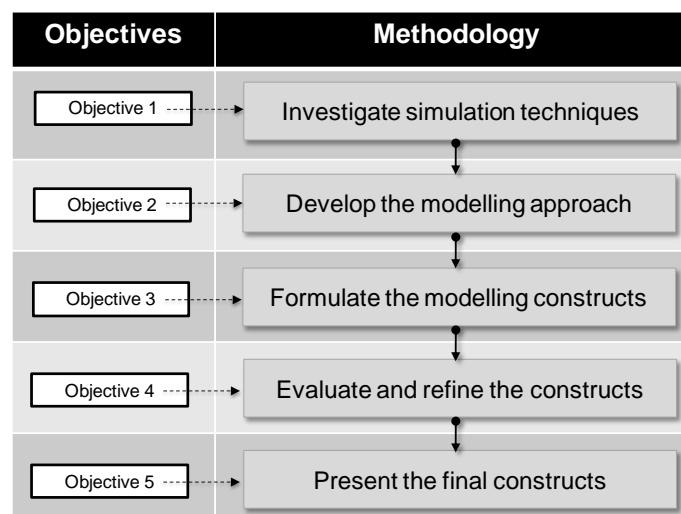 Objectives
Methodology
Objective 1
Investigate simulation techniques
Objective 2
Develop the modelling approach
Objective 3
Formulate the modelling constructs
Objective 4
Evaluate and refine the constructs
Objective 5
Present the final constructs